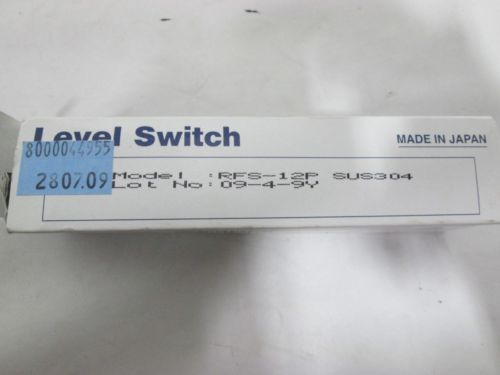 Level Switch
MADE IN JAPAN
8000044955
2807.09
Model :RFS-12P SUS304
Lot No:09-4-9Y